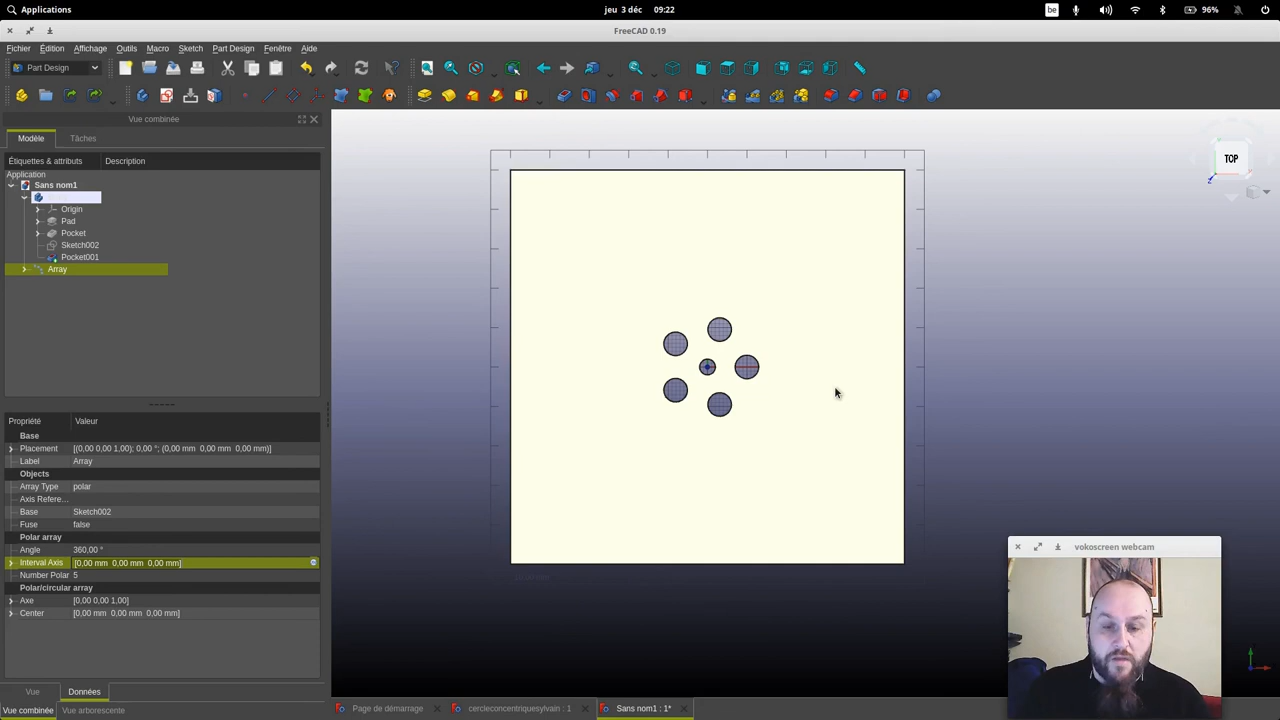 Applications
jeu 3 déc 09:22
be
96%
FreeCAD 0.19
Fichier Édition Affichage Outils Macro Sketch Part Design Fenêtre Aide
Part Design
Vue combinée
Modèle Tâches
Étiquettes & attributs Description
Application
Sans nom1
Origin
Pad
Pocket
Sketch002
Pocket001
Array
TOP
Propriété Valeur
Base
Placement [(0,00 0,00 1,00); 0,00 °; (0,00 mm 0,00 mm 0,00 mm)]
Label Array
Objects
Array Type polar
Axis Refere...
Base Sketch002
Fuse false
Polar array
Angle 360,00 °
Interval Axis [0,00 mm 0,00 mm 0,00 mm]
Number Polar 5
Polar/circular array
Axe [0,00 0,00 1,00]
Center [0,00 mm 0,00 mm 0,00 mm]
vokoscreen webcam
Vue Données
Vue combinée Vue arborescente
Page de démarrage cercleconcentriquesylvain : 1 Sans nom1 : 1*